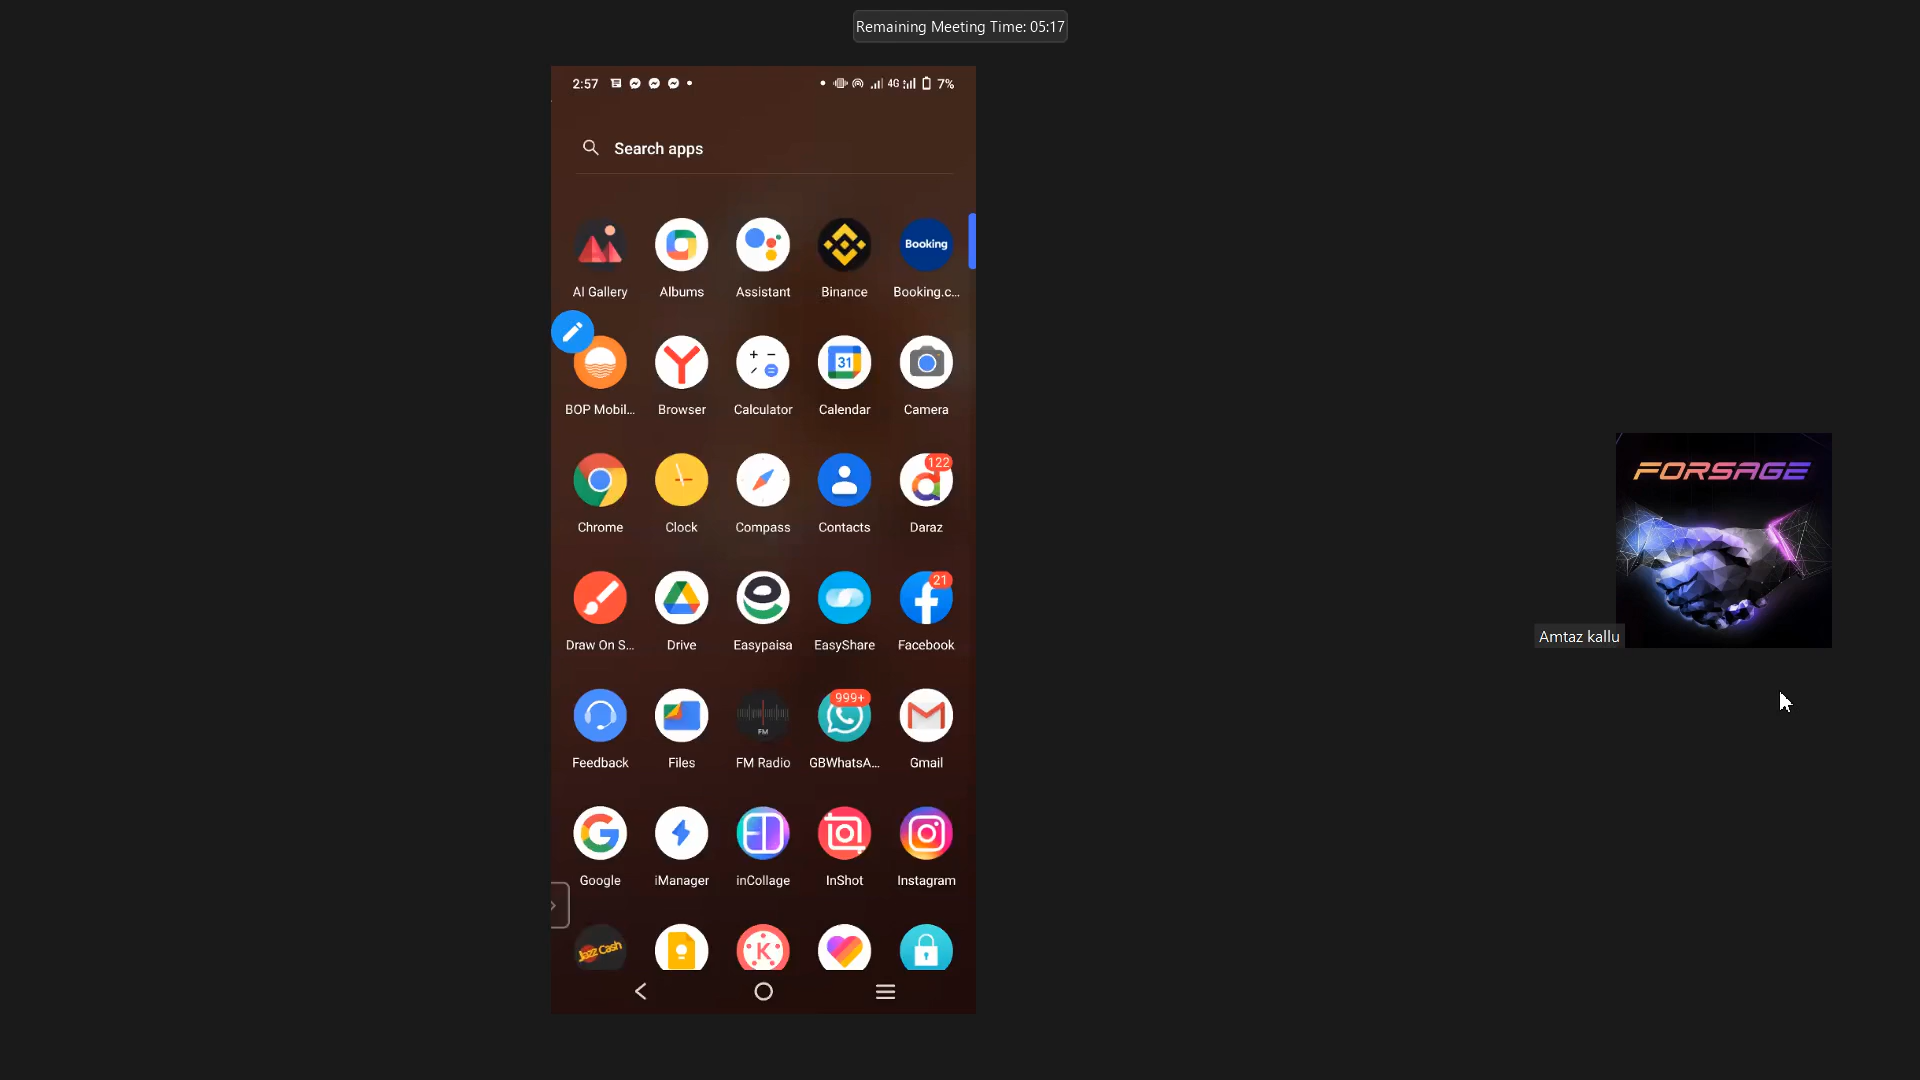 Remaining Meeting Time: 05:17
2:57
4G
7%
Search apps
Booking
AI Gallery
Albums
Assistant
Binance
Booking.c...
31
BOP Mobil...
Browser
Calculator
Calendar
Camera
122
Chrome
Clock
Compass
Contacts
Daraz
21
Draw On S...
Drive
Easypaisa
EasyShare
Facebook
999+
FM
Feedback
Files
FM Radio
GBWhatsA...
Gmail
Google
iManager
inCollage
InShot
Instagram
Jazz Cash
K
FORSAGE
Amtaz kallu